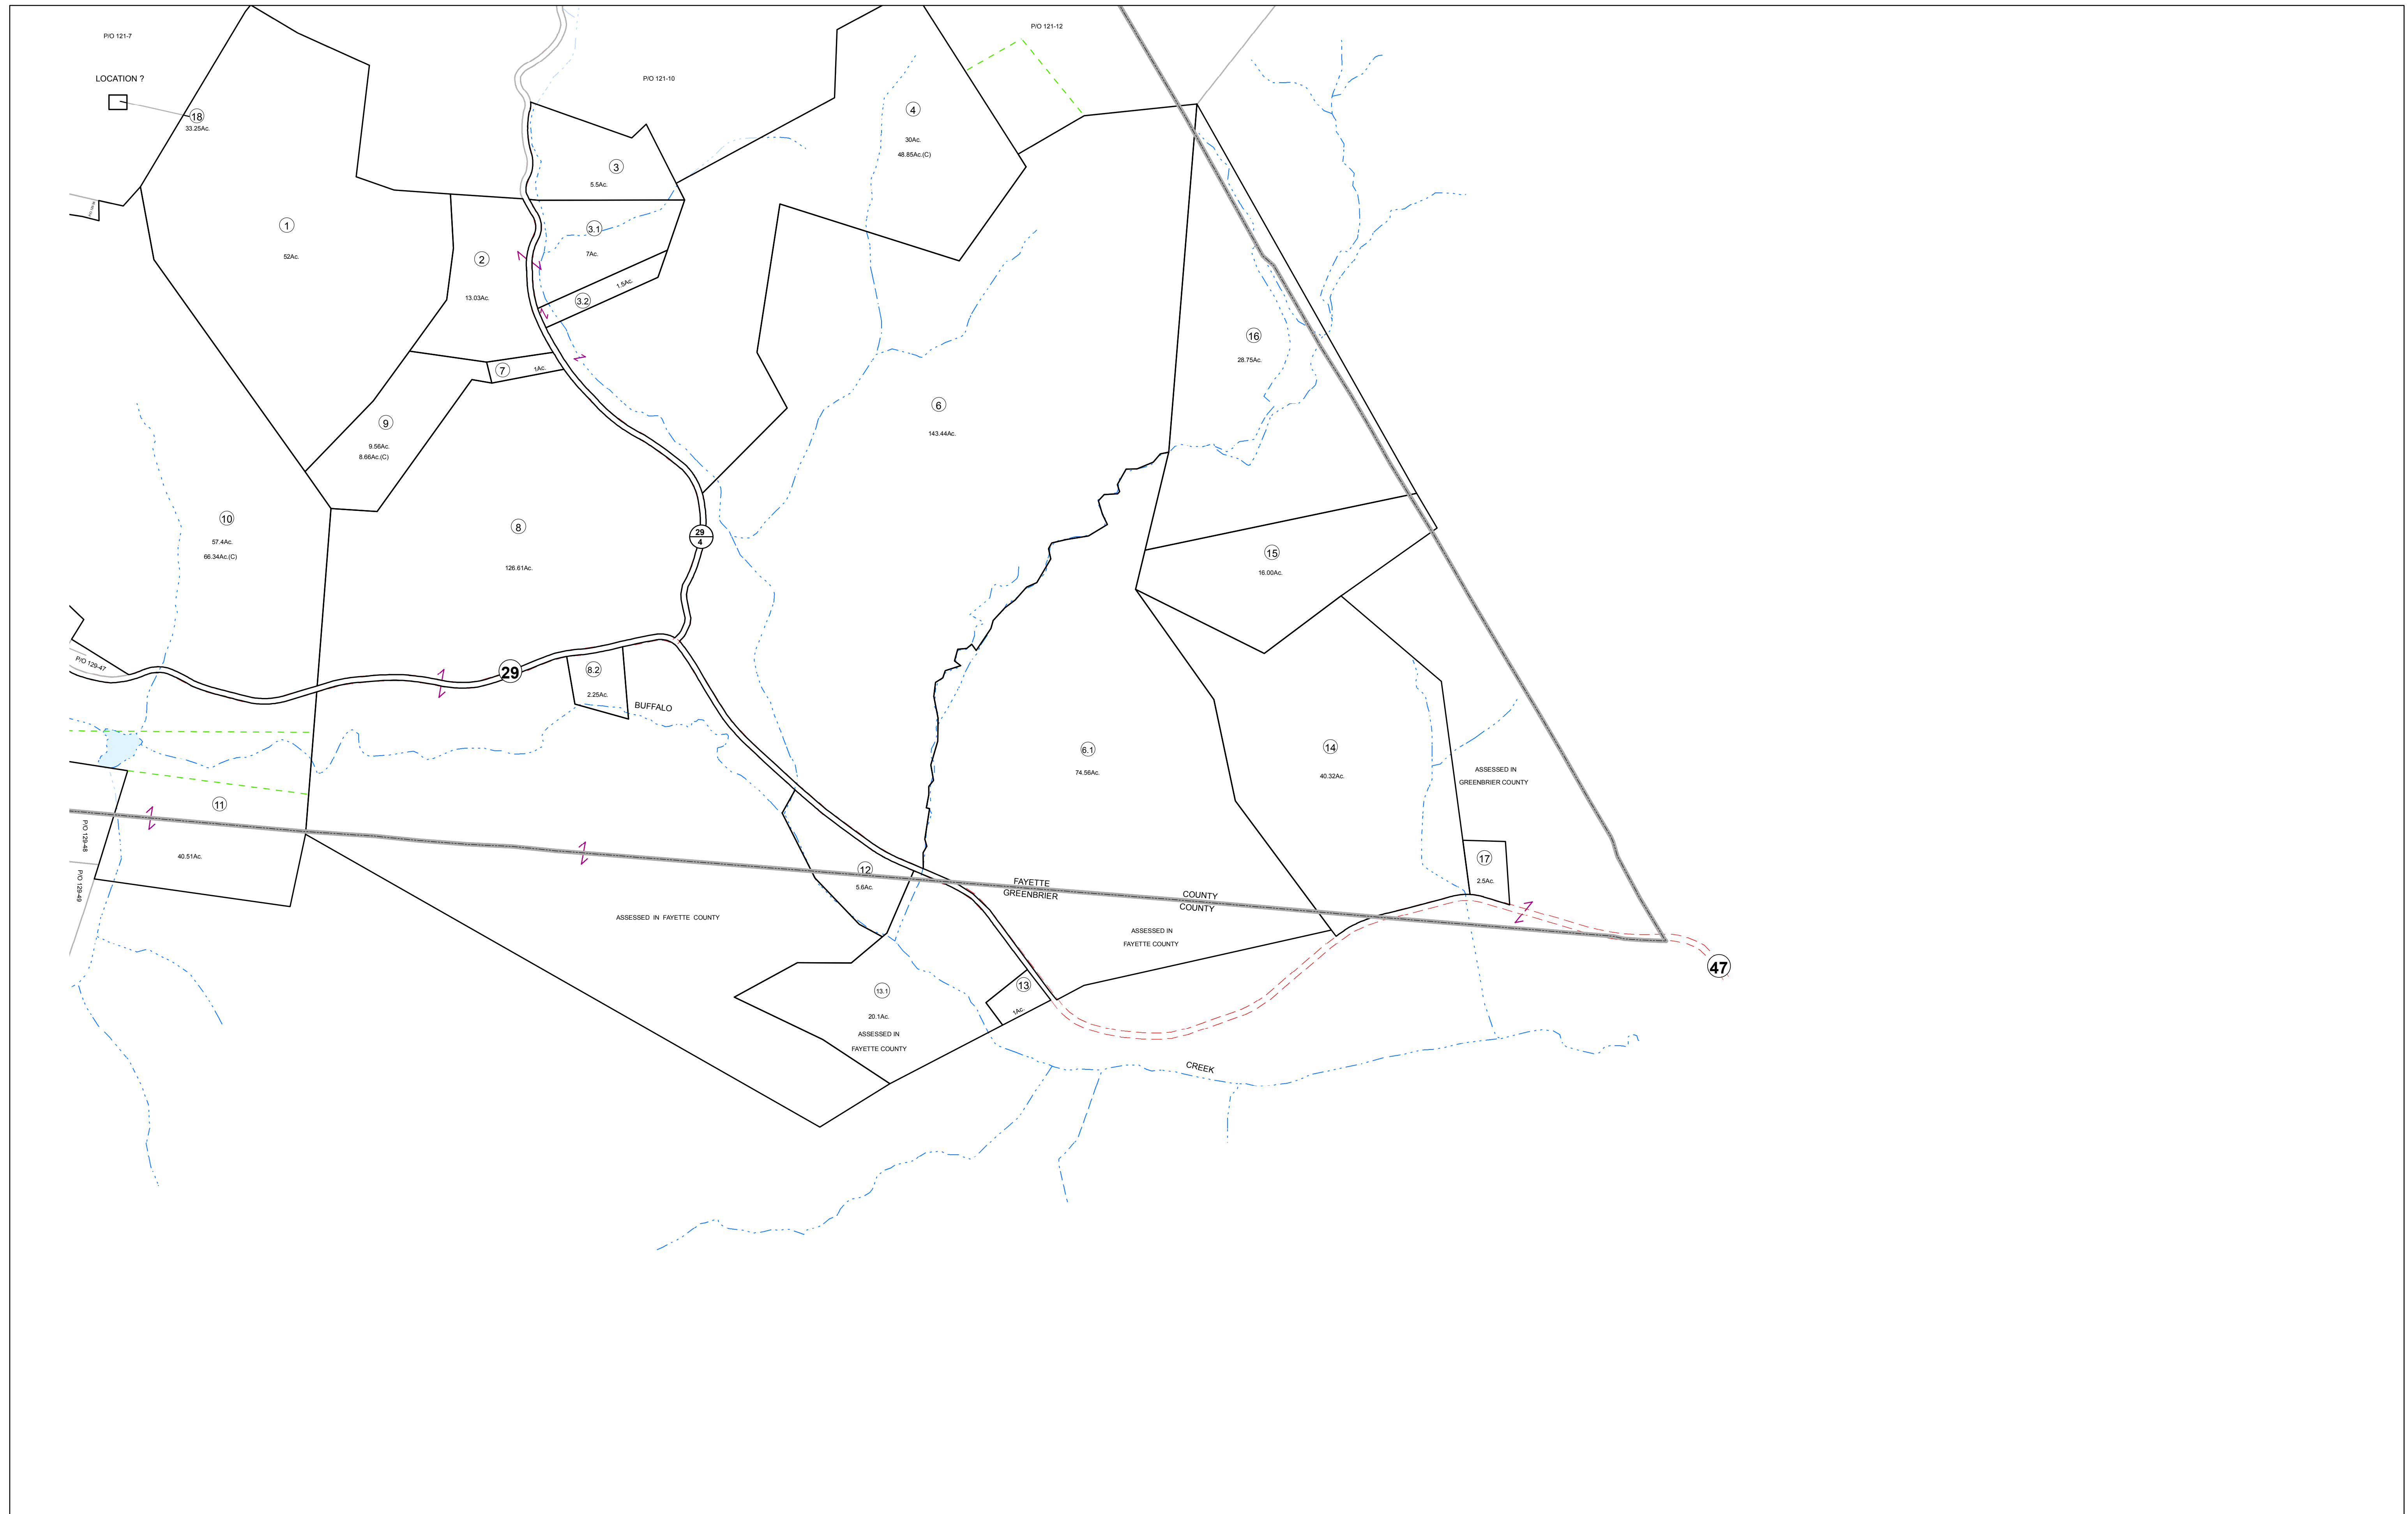 P/O 121-7
P/O 121-12
LOCATION ?
P/O 121-10
18
33.25Ac.
4
30Ac.
48.85Ac.(C)
3
5.5Ac.
1
52Ac.
2
13.03Ac.
3.1
7Ac.
3.2
1.5Ac.
16
28.75Ac.
7
1Ac.
6
143.44Ac.
9
9.56Ac.
8.66Ac.(C)
10
57.4Ac.
66.34Ac.(C)
8
126.61Ac.
29
4
15
16.00Ac.
P/O 129-47
29
8.2
2.25Ac.
BUFFALO
6.1
74.56Ac.
14
40.32Ac.
ASSESSED IN
GREENBRIER COUNTY
11
40.51Ac.
P/O 129-48
P/O 129-49
12
5.6Ac.
17
2.5Ac.
FAYETTE COUNTY
GREENBRIER COUNTY
ASSESSED IN FAYETTE COUNTY
ASSESSED IN
FAYETTE COUNTY
47
13
1Ac.
13.1
20.1Ac.
ASSESSED IN
FAYETTE COUNTY
CREEK